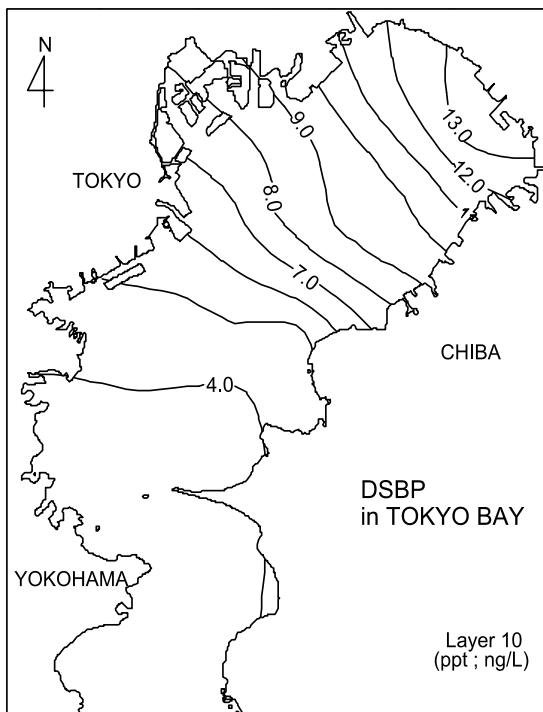 N
TOKYO
9.0
13.0
12.0
8.0
7.0
CHIBA
4.0
DSBP
in TOKYO BAY
YOKOHAMA
Layer 10
(ppt ; ng/L)